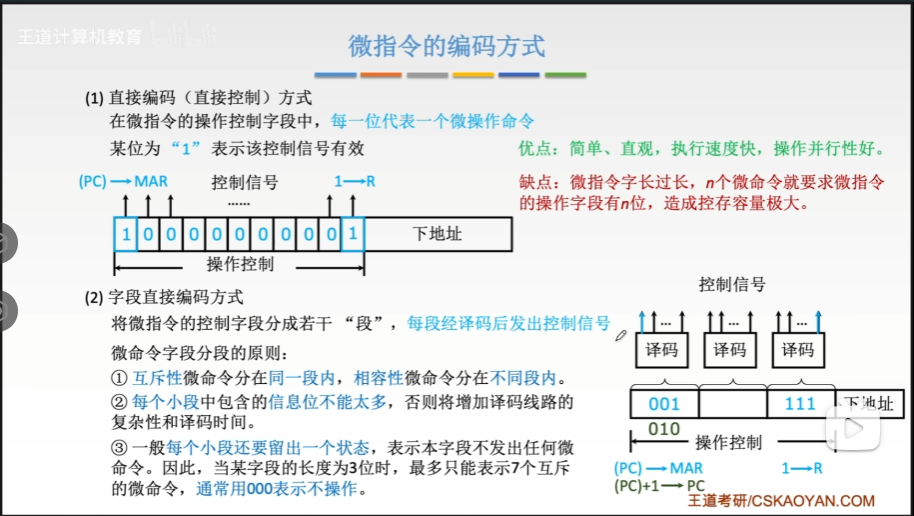 王道计算机教育
微指令的编码方式
(1) 直接编码（直接控制）方式
在微指令的操作控制字段中，每一位代表一个微操作命令
某位为 “1” 表示该控制信号有效
优点：简单、直观，执行速度快，操作并行性好。
缺点：微指令字长过长，n个微命令就要求微指令
的操作字段有n位，造成控存容量极大。
(PC) → MAR 控制信号 1→R
……
1 0 0 0 0 0 0 0 0 0 1 下地址
操作控制
(2) 字段直接编码方式
将微指令的控制字段分成若干 “段”，每段经译码后发出控制信号
微命令字段分段的原则：
① 互斥性微命令分在同一段内，相容性微命令分在不同段内。
② 每个小段中包含的信息位不能太多，否则将增加译码线路的
复杂性和译码时间。
③ 一般每个小段还要留出一个状态，表示本字段不发出任何微
命令。因此，当某字段的长度为3位时，最多只能表示7个互斥
的微命令，通常用000表示不操作。
控制信号
... ... ...
译码 译码 译码
001 111 下地址
010
操作控制
(PC) → MAR 1→R
(PC)+1 → PC
王道考研/CSKAOYAN.COM